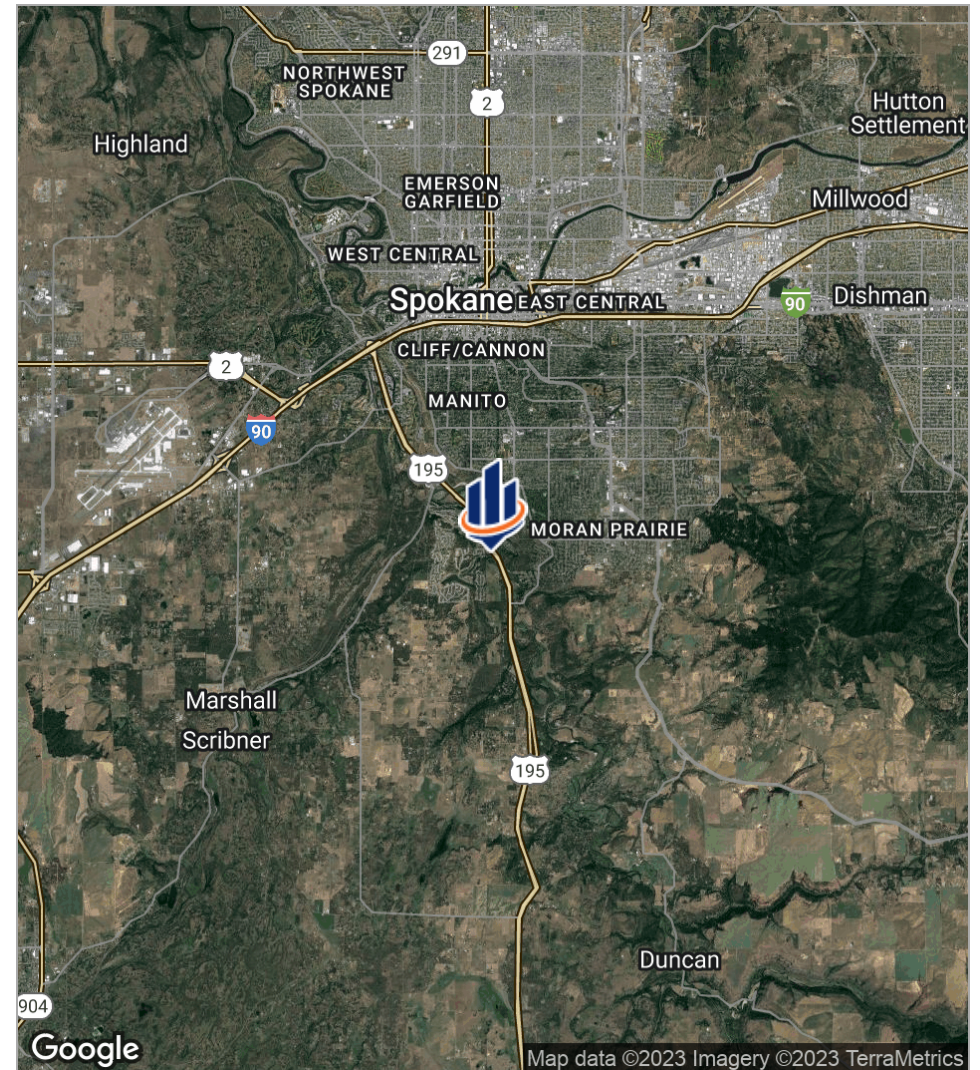 291
NORTHWEST
SPOKANE
2
Hutton
Settlement
Highland
EMERSON
GARFIELD
Millwood
WEST CENTRAL
Spokane
EAST CENTRAL
90
Dishman
CLIFF/CANNON
2
MANITO
90
195
MORAN PRAIRIE
Marshall
Scribner
195
Duncan
904
Google
Map data ©2023 Imagery ©2023 TerraMetrics